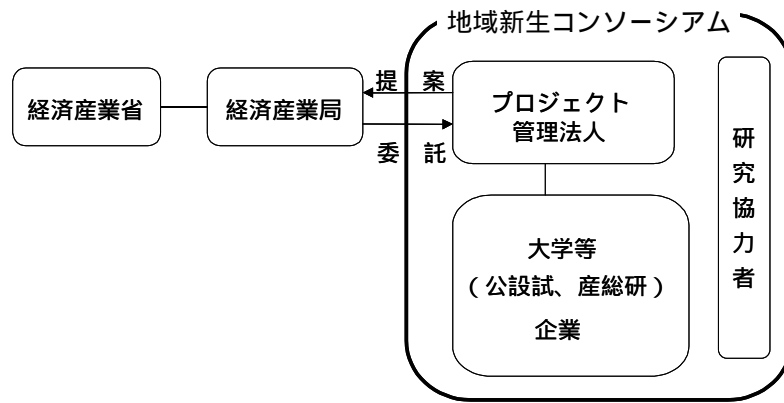 地域新生コンソーシアム
経済産業省
経済産業局
提案
委託
プロジェクト
管理法人
大学等
（公設試、産総研）
企業
研究協力者